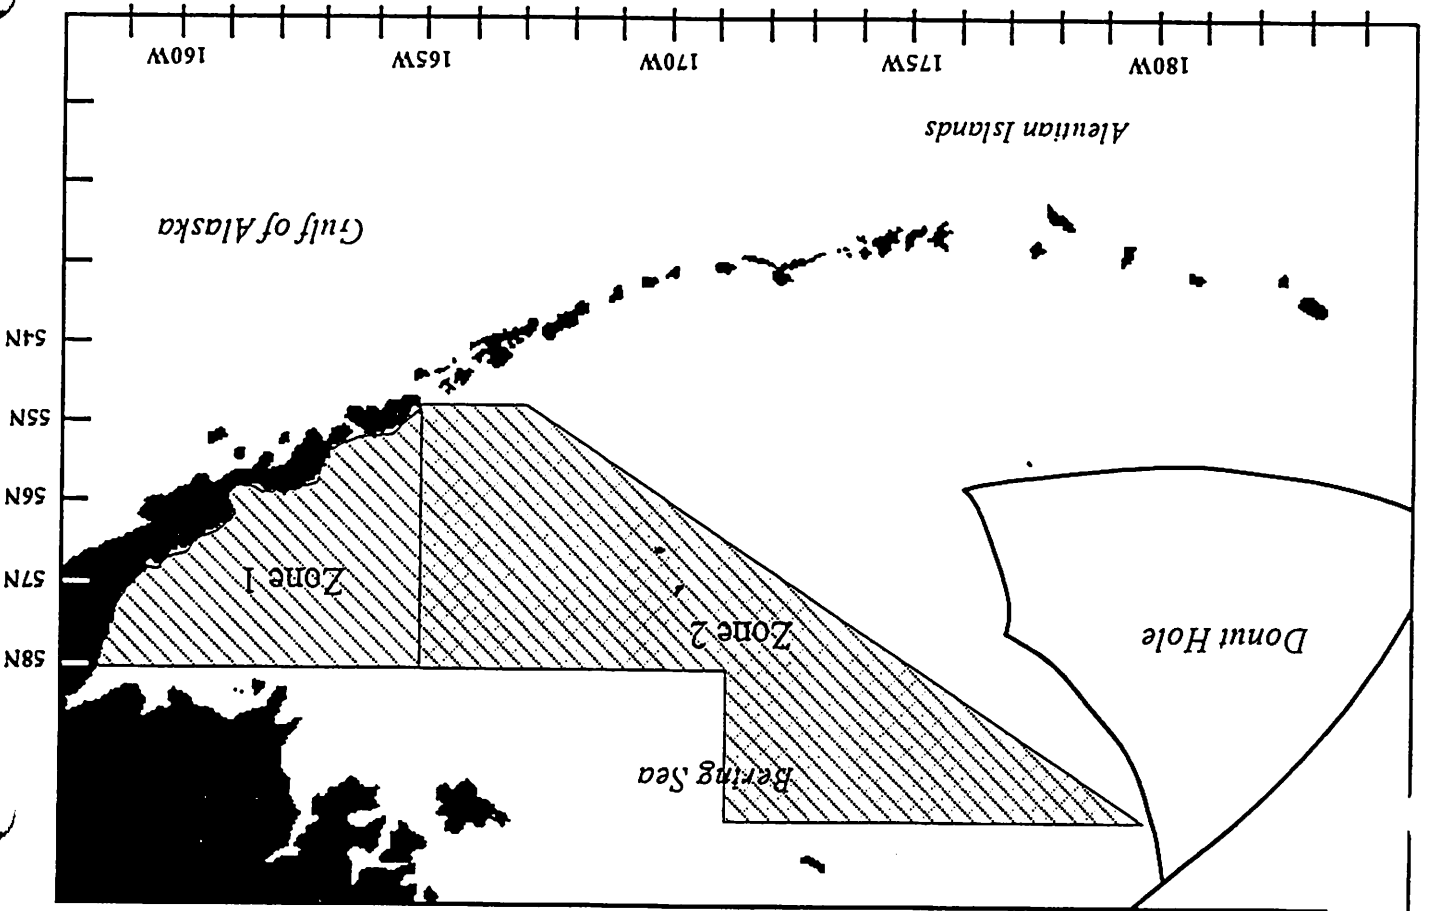 Bering Sea
58N
Donut Hole
Zone 2
Zone 1
57N
56N
55N
54N
Gulf of Alaska
Aleutian Islands
180W
175W
170W
165W
160W